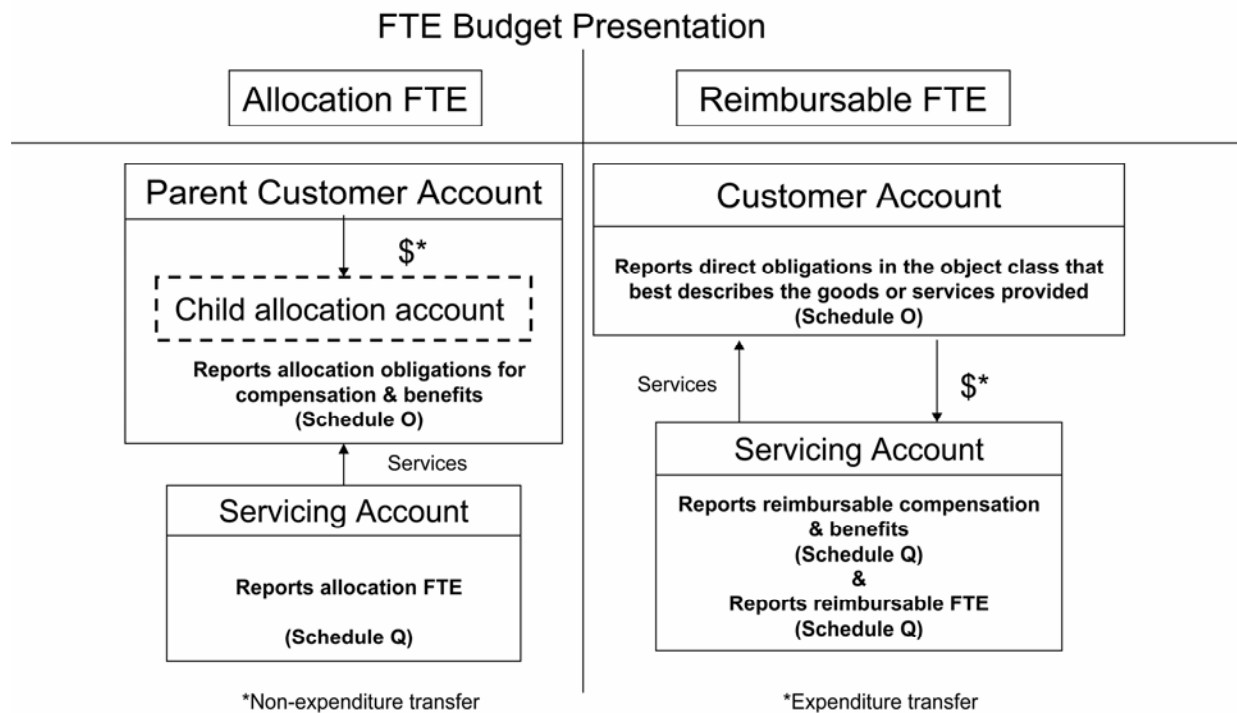 FTE Budget Presentation
Allocation FTE
Parent Customer Account
$*
Child allocation account
Reports allocation obligations for
compensation & benefits
(Schedule O)
Services
Servicing Account
Reports allocation FTE
(Schedule Q)
*Non-expenditure transfer
Reimbursable FTE
Customer Account
Reports direct obligations in the object class that
best describes the goods or services provided
(Schedule O)
Services
$*
Servicing Account
Reports reimbursable compensation
& benefits
(Schedule Q)
&
Reports reimbursable FTE
(Schedule Q)
*Expenditure transfer